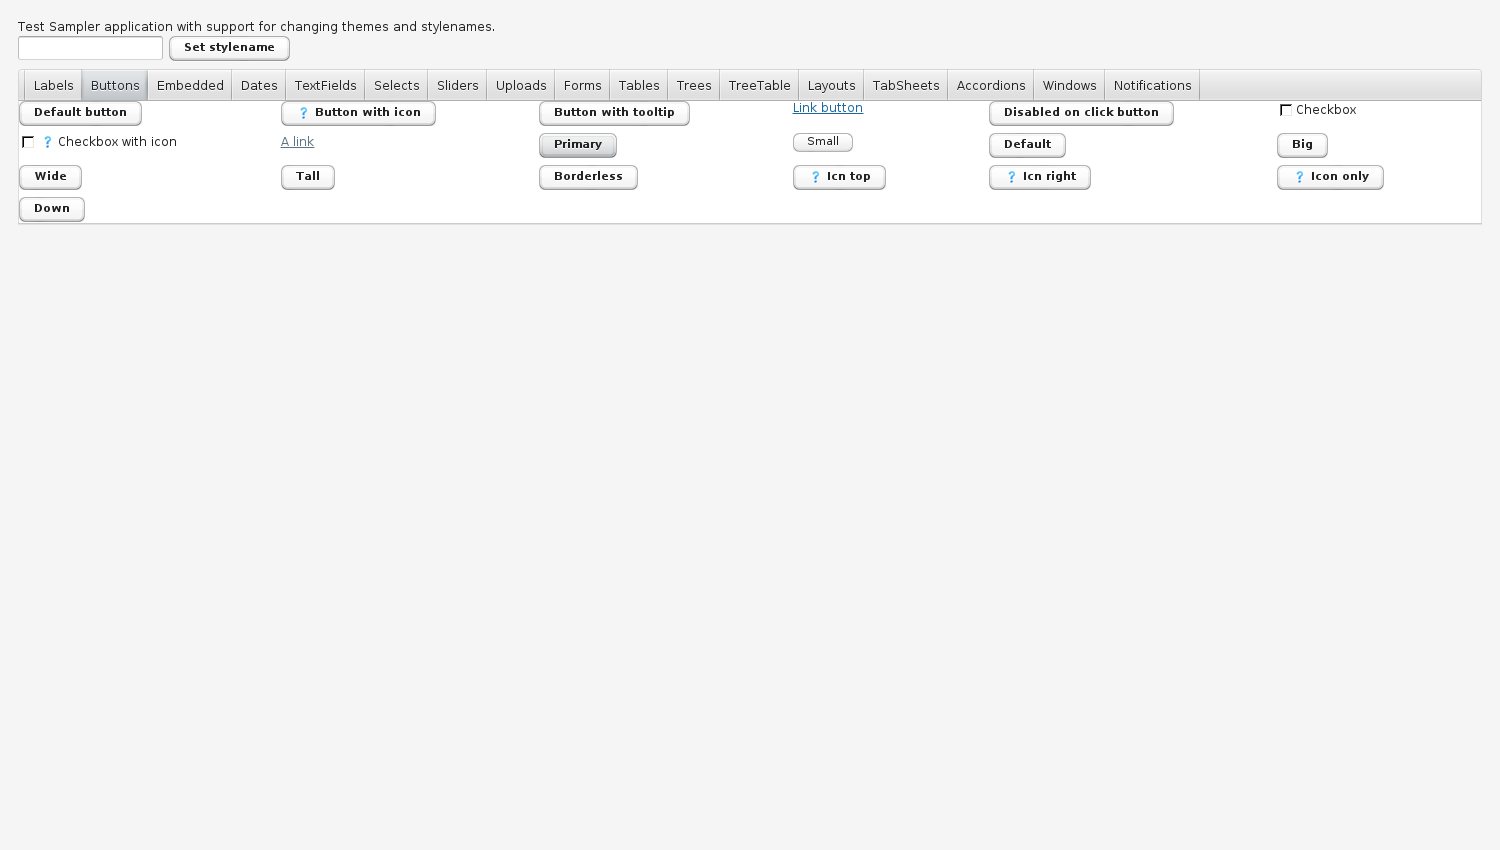 Test Sampler application with support for changing themes and stylenames.
Set stylename
Labels Buttons Embedded Dates TextFields Selects Sliders Uploads Forms Tables Trees TreeTable Layouts TabSheets Accordions Windows Notifications
Default button ? Button with icon Button with tooltip Link button Disabled on click button Checkbox
? Checkbox with icon A link Primary Small Default Big
Wide Tall Borderless ? Icn top ? Icn right ? Icon only
Down